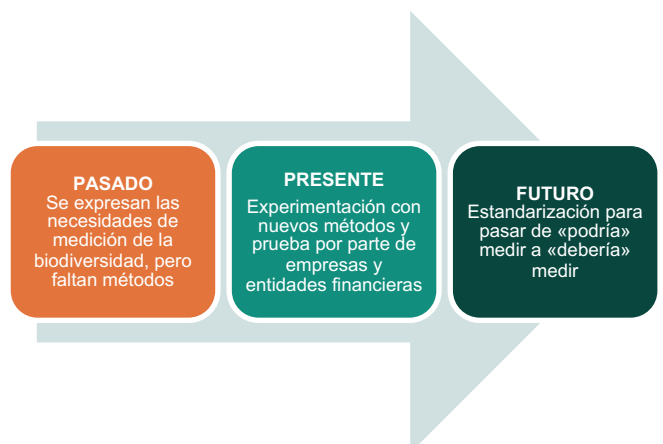 PASADO
Se expresan las
necesidades de
medición de la
biodiversidad, pero
faltan métodos
PRESENTE
Experimentación con
nuevos métodos y
prueba por parte de
empresas y
entidades financieras
FUTURO
Estandarización para
pasar de «podría»
medir a «debería»
medir